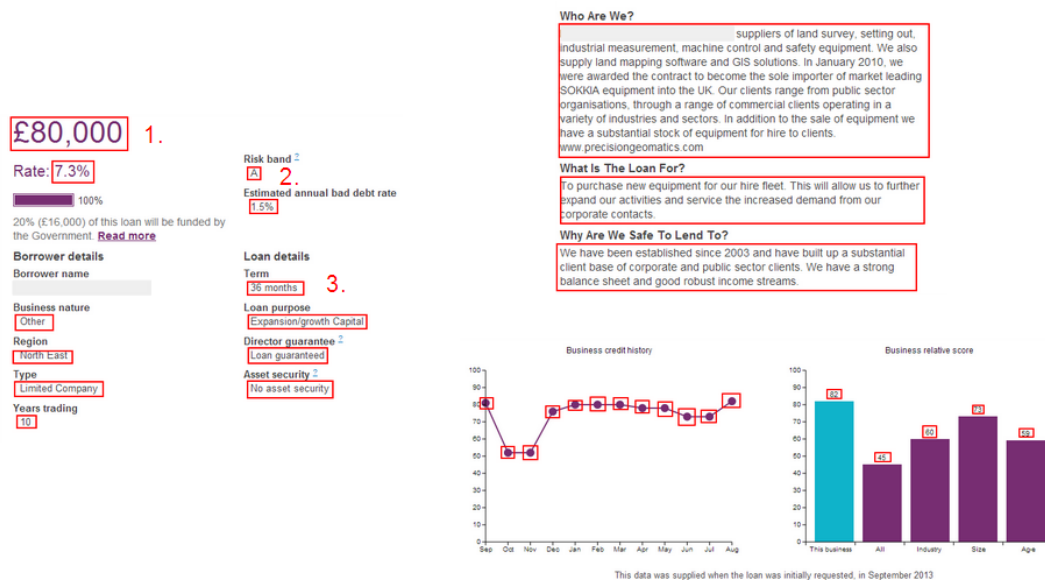 £80,000
1.
Rate: 7.3%
100%
20% (£16,000) of this loan will be funded by
the Government. Read more
Risk band ?
A
2.
Estimated annual bad debt rate
1.5%
Borrower details
Borrower name
Business nature
Other
Region
North East
Type
Limited Company
Years trading
10
Loan details
Term
36 months
3.
Loan purpose
Expansion/growth Capital
Director guarantee ?
Loan guaranteed
Asset security ?
No asset security
Who Are We?
suppliers of land survey, setting out,
industrial measurement, machine control and safety equipment. We also
supply land mapping software and GIS solutions. In January 2010, we
were awarded the contract to become the sole importer of market leading
SOKKIA equipment into the UK. Our clients range from public sector
organisations, through a range of commercial clients operating in a
variety of industries and sectors. In addition to the sale of equipment we
have a substantial stock of equipment for hire to clients.
www.precisiongeomatics.com
What Is The Loan For?
To purchase new equipment for our hire fleet. This will allow us to further
expand our activities and service the increased demand from our
corporate contacts.
Why Are We Safe To Lend To?
We have been established since 2003 and have built up a substantial
client base of corporate and public sector clients. We have a strong
balance sheet and good robust income streams.
Business credit history
100
90
80
70
60
50
40
30
20
10
0
Sep Oct Nov Dec Jan Feb Mar Apr May Jun Jul Aug
Business relative score
100
90
80
70
60
50
40
30
20
10
0
82
45
60
73
59
This business All Industry Size Age
This data was supplied when the loan was initially requested, in September 2013